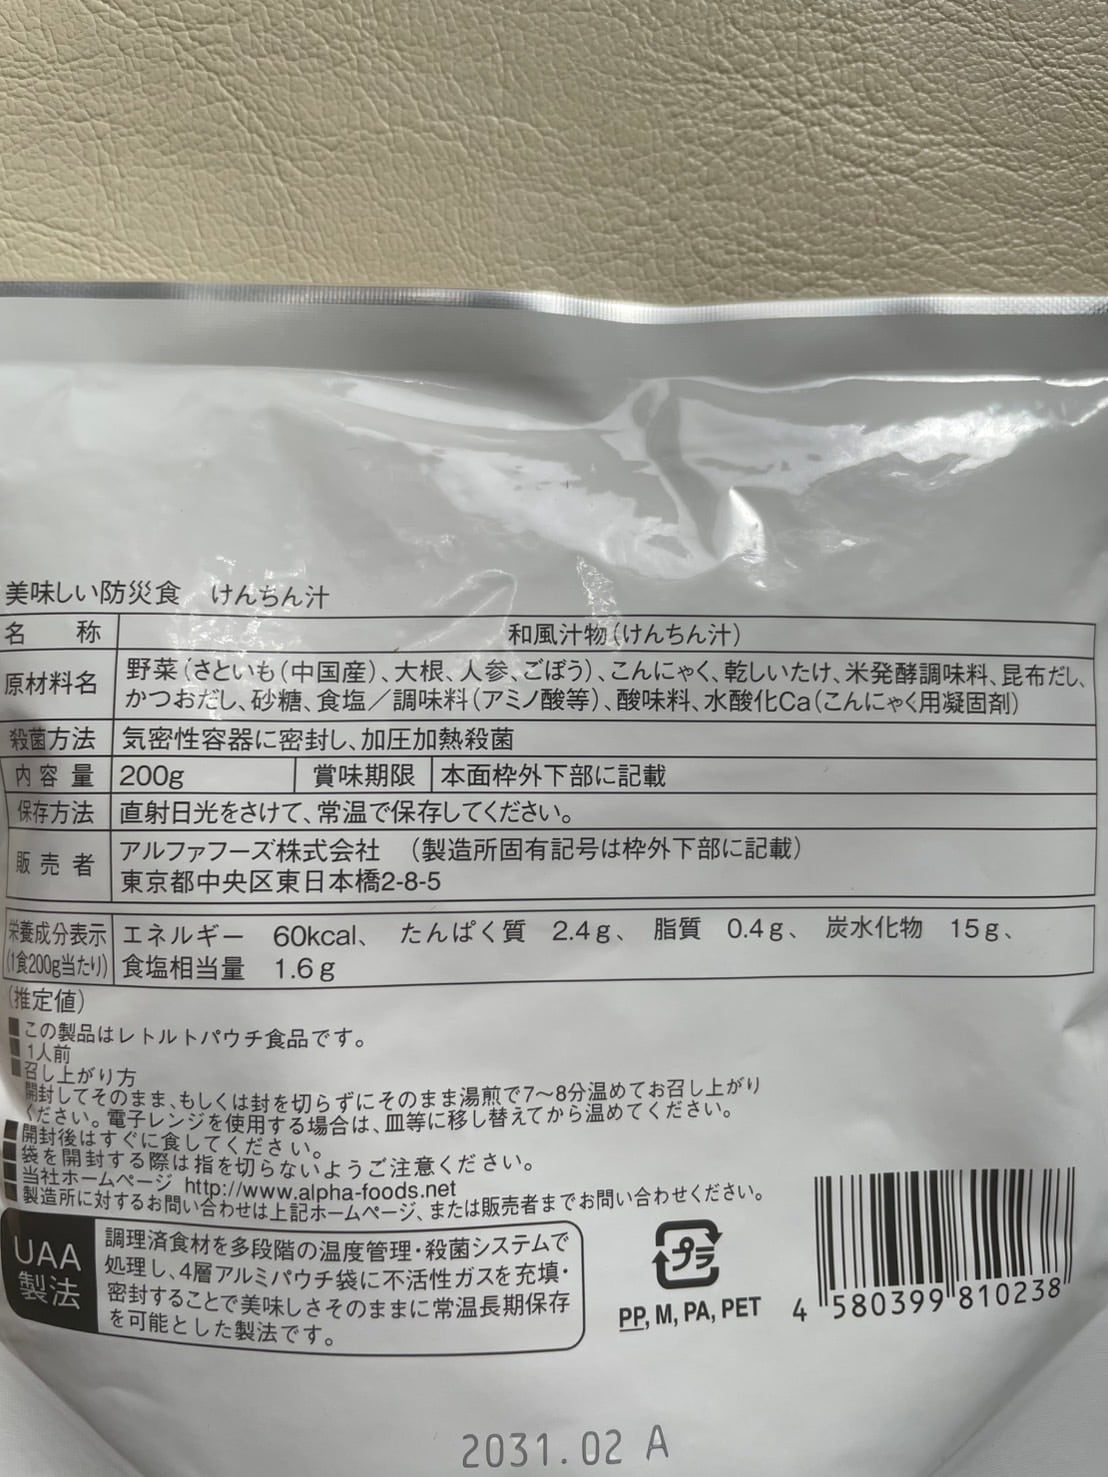 美味しい防災食　けんちん汁
名　称　和風汁物(けんちん汁)
原材料名　野菜(さといも(中国産)、大根、人参、ごぼう)、こんにゃく、乾しいたけ、米発酵調味料、昆布だし、
かつおだし、砂糖、食塩／調味料(アミノ酸等)、酸味料、水酸化Ca(こんにゃく用凝固剤)
殺菌方法　気密性容器に密封し、加圧加熱殺菌
内容量　200g　賞味期限　本面枠外下部に記載
保存方法　直射日光をさけて、常温で保存してください。
販売者　アルファフーズ株式会社　(製造所固有記号は枠外下部に記載)
東京都中央区東日本橋2-8-5
栄養成分表示　エネルギー　60kcal、　たんぱく質　2.4g、　脂質　0.4g、　炭水化物　15g、
(1食200g当たり)　食塩相当量　1.6g
(推定値)
■この製品はレトルトパウチ食品です。
■1人前
■召し上がり方
開封してそのまま、もしくは封を切らずにそのまま湯煎で7〜8分温めてお召し上がり
ください。電子レンジを使用する場合は、皿等に移し替えてから温めてください。
■開封後はすぐに食してください。
■袋を開封する際は指を切らないようご注意ください。
■当社ホームページ　http://www.alpha-foods.net
■製造所に対するお問い合わせは上記ホームページ、または販売者までお問い合わせください。
UAA
製法
調理済食材を多段階の温度管理・殺菌システムで
処理し、4層アルミパウチ袋に不活性ガスを充填・
密封することで美味しさそのままに常温長期保存
を可能とした製法です。
プラ
PP, M, PA, PET
4 580399 810238
2031.02 A